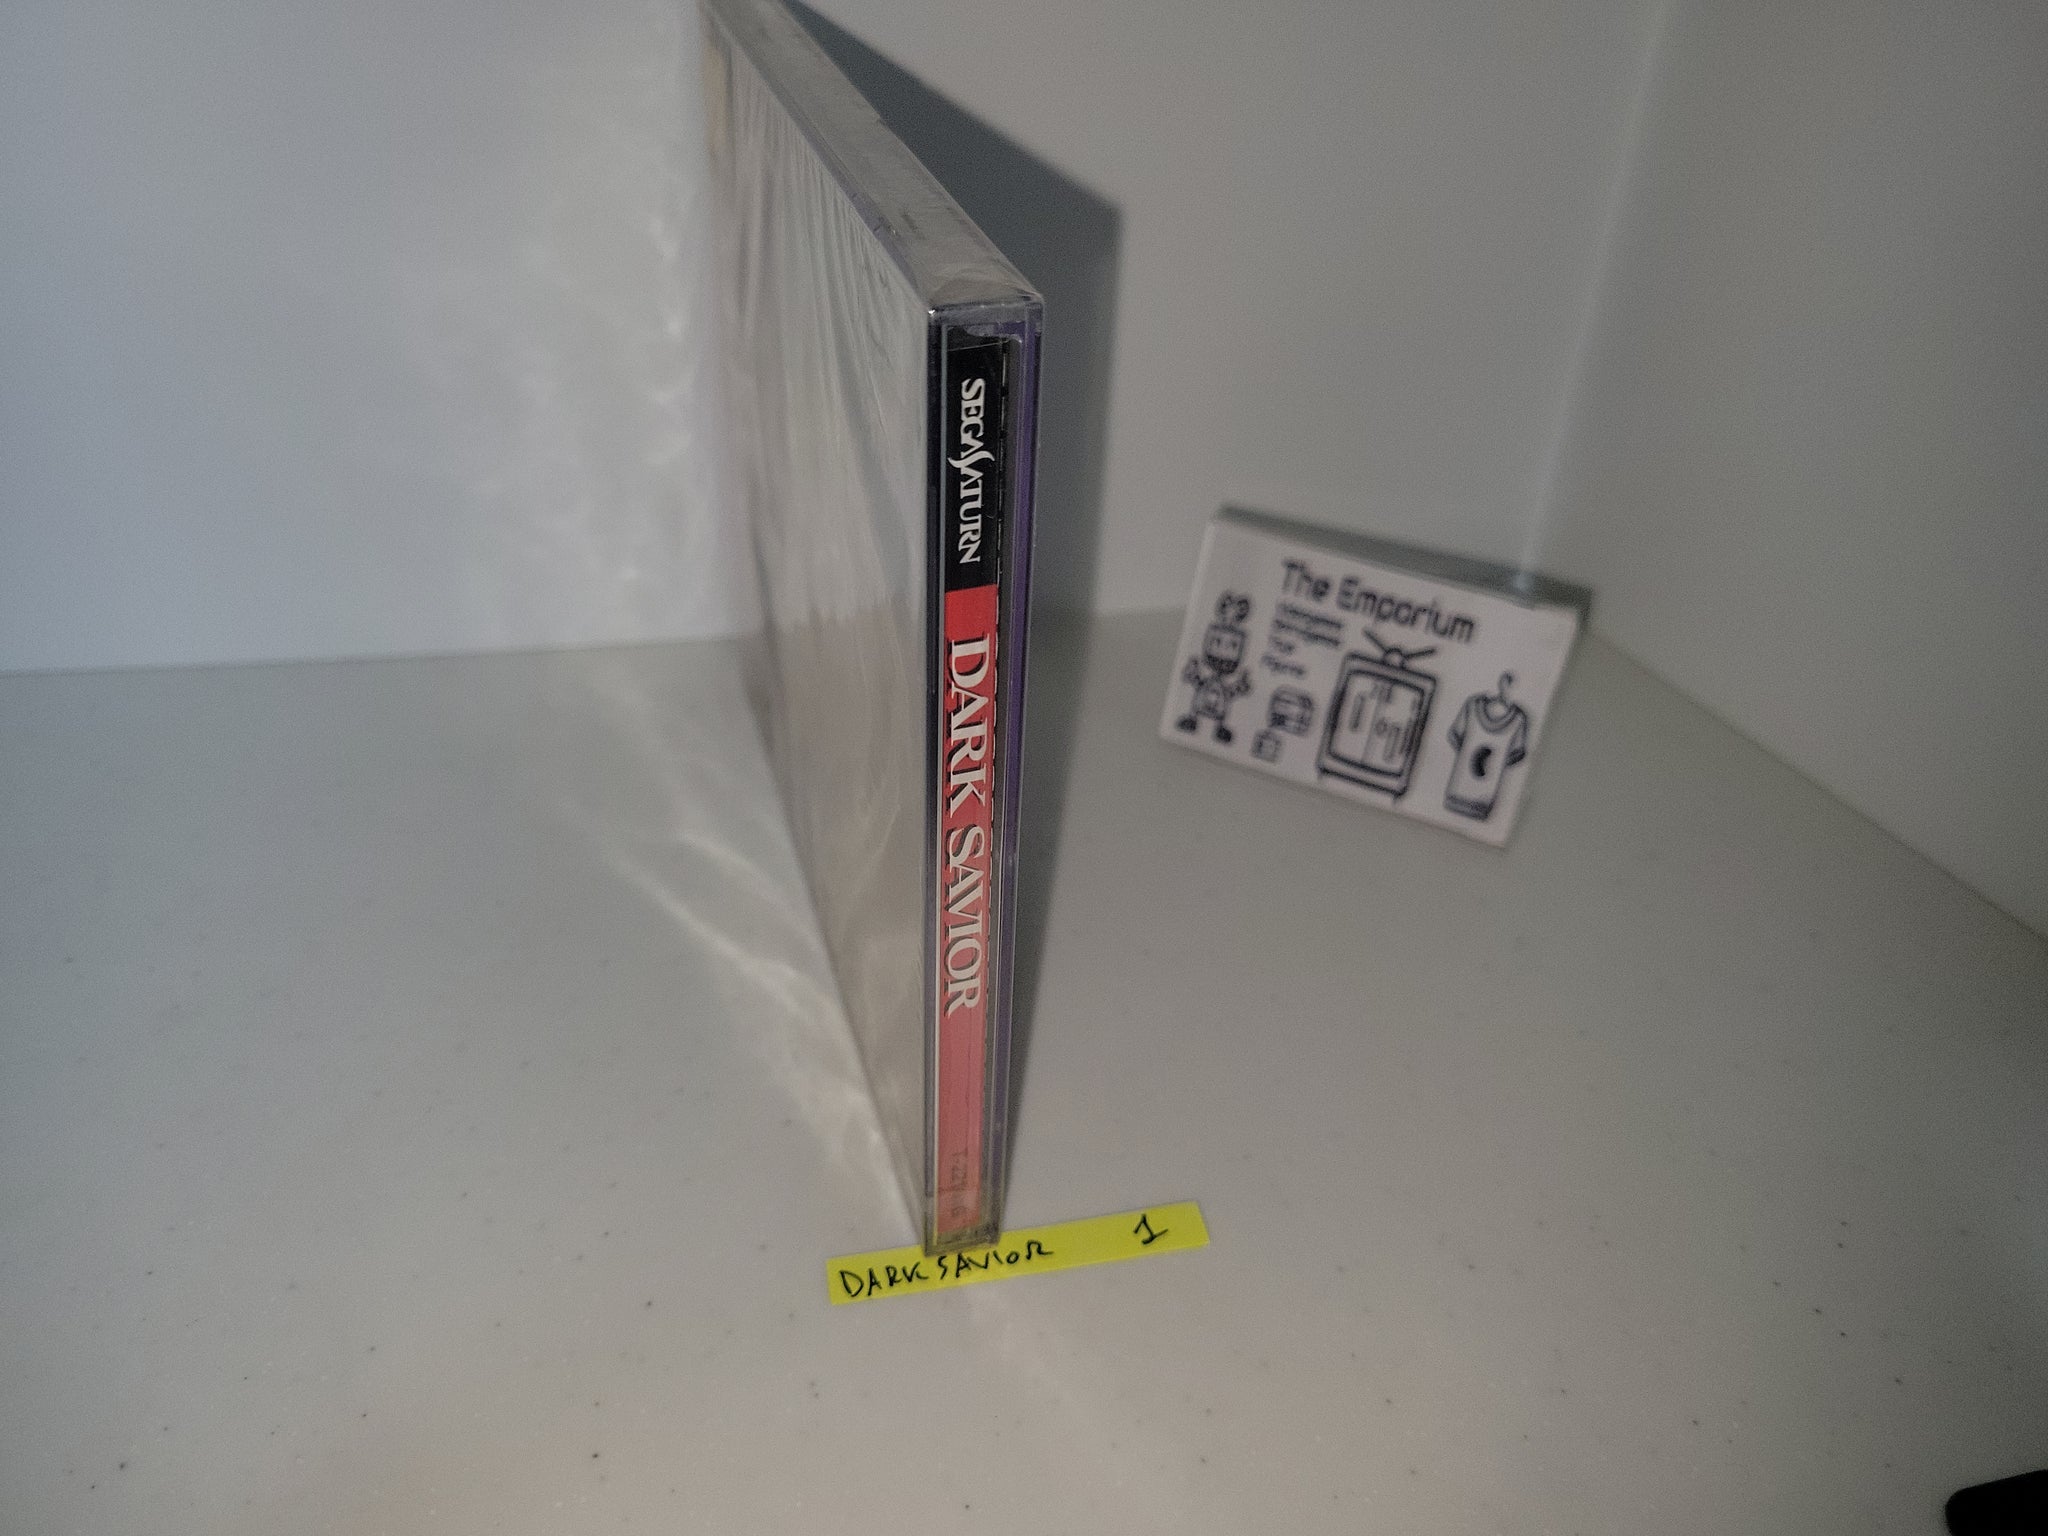 SEGA SATURN
DARK SAVIOR
The Emporium
DARK SAVIOR 1